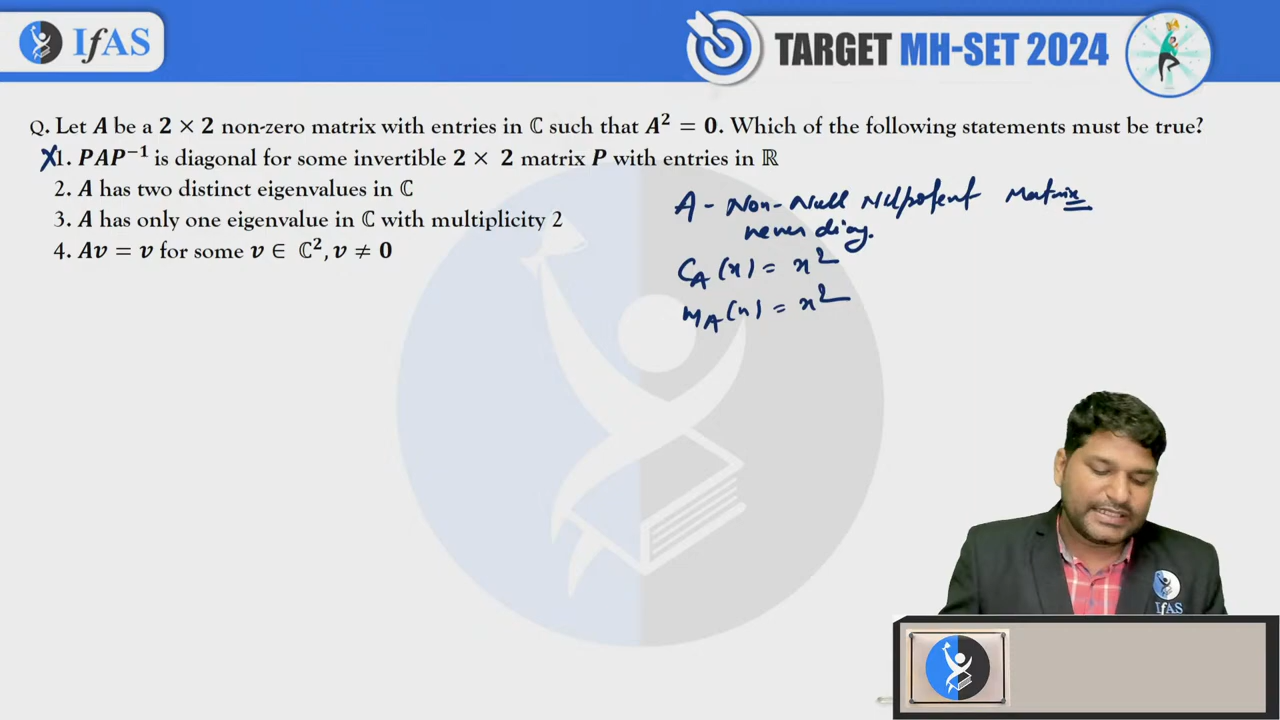 IfAS
TARGET MH-SET 2024
Q. Let A be a 2 × 2 non-zero matrix with entries in ℂ such that A² = 0. Which of the following statements must be true?
X1. PAP⁻¹ is diagonal for some invertible 2 × 2 matrix P with entries in ℝ
2. A has two distinct eigenvalues in ℂ
3. A has only one eigenvalue in ℂ with multiplicity 2
4. Av = v for some v ∈ ℂ², v ≠ 0
A - Non-Null Nilpotent Matrix
never diag.
C_A(x) = x²
M_A(x) = x²
IfAS